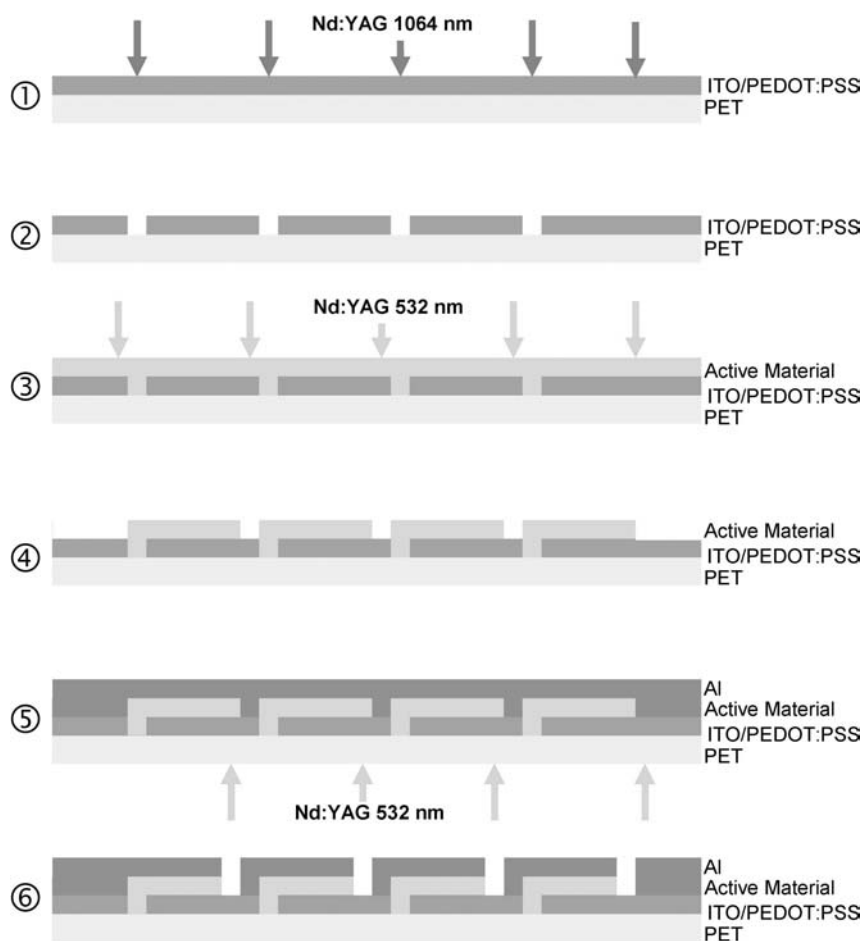 Nd:YAG 1064 nm
①
ITO/PEDOT:PSS
PET
②
ITO/PEDOT:PSS
PET
Nd:YAG 532 nm
③
Active Material
ITO/PEDOT:PSS
PET
④
Active Material
ITO/PEDOT:PSS
PET
⑤
Al
Active Material
ITO/PEDOT:PSS
PET
Nd:YAG 532 nm
⑥
Al
Active Material
ITO/PEDOT:PSS
PET